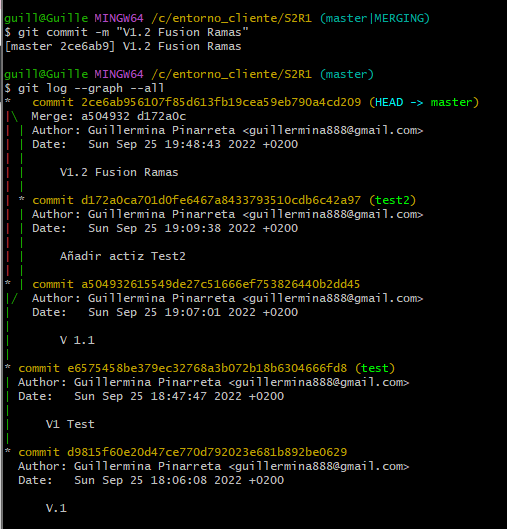 guill@Guille MINGW64 /c/entorno_cliente/S2R1 (master|MERGING)
$ git commit -m "V1.2 Fusion Ramas"
[master 2ce6ab9] V1.2 Fusion Ramas

guill@Guille MINGW64 /c/entorno_cliente/S2R1 (master)
$ git log --graph --all
*   commit 2ce6ab956107f85d613fb19cea59eb790a4cd209 (HEAD -> master)
|\  Merge: a504932 d172a0c
| | Author: Guillermina Pinarreta <guillermina888@gmail.com>
| | Date:   Sun Sep 25 19:48:43 2022 +0200
| |
| |     V1.2 Fusion Ramas
| |
| * commit d172a0ca701d0fe6467a8433793510cdb6c42a97 (test2)
| | Author: Guillermina Pinarreta <guillermina888@gmail.com>
| | Date:   Sun Sep 25 19:09:38 2022 +0200
| |
| |     Añadir actiz Test2
| |
* | commit a504932615549de27c51666ef753826440b2dd45
|/  Author: Guillermina Pinarreta <guillermina888@gmail.com>
|   Date:   Sun Sep 25 19:07:01 2022 +0200
|
|       V 1.1
|
* commit e6575458be379ec32768a3b072b18b6304666fd8 (test)
| Author: Guillermina Pinarreta <guillermina888@gmail.com>
| Date:   Sun Sep 25 18:47:47 2022 +0200
|
|     V1 Test
|
* commit d9815f60e20d47ce770d792023e681b892be0629
  Author: Guillermina Pinarreta <guillermina888@gmail.com>
  Date:   Sun Sep 25 18:06:08 2022 +0200

      V.1